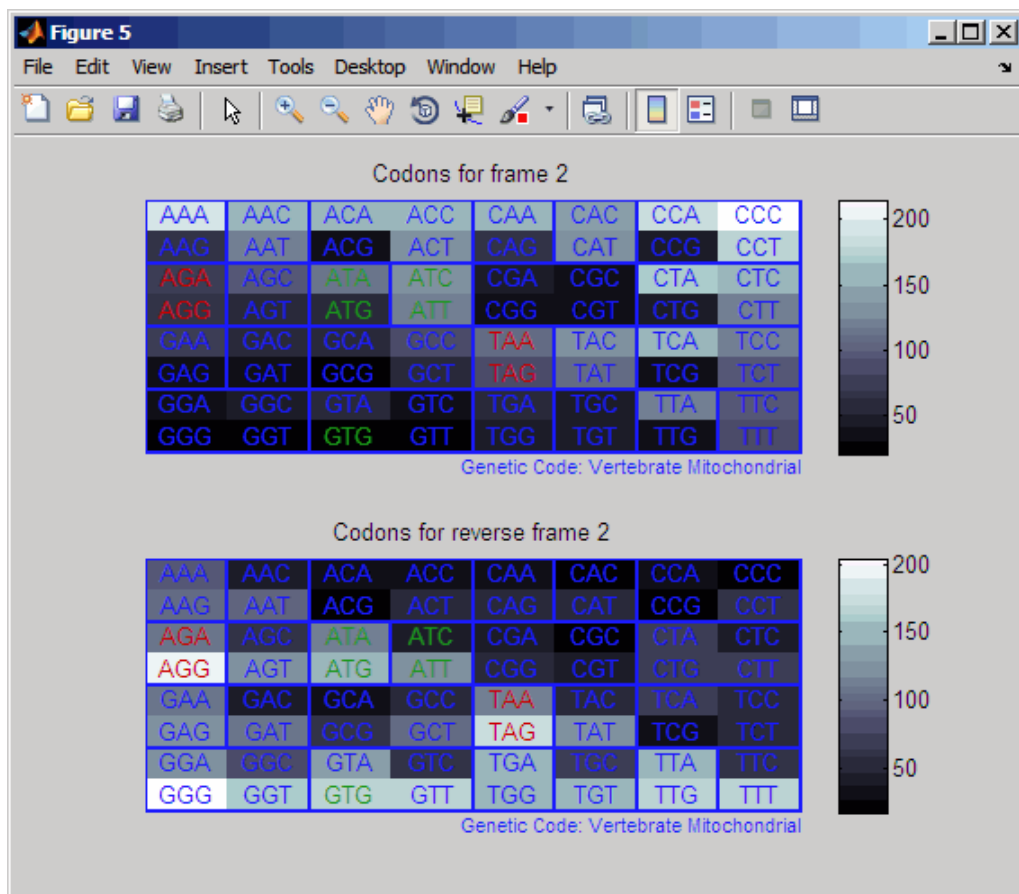 Figure 5
File Edit View Insert Tools Desktop Window Help
Codons for frame 2
AAA AAC ACA ACC CAA CAC CCA CCC
AAG AAT ACG ACT CAG CAT CCG CCT
AGA AGC ATA ATC CGA CGC CTA CTC
AGG AGT ATG ATT CGG CGT CTG CTT
GAA GAC GCA GCC TAA TAC TCA TCC
GAG GAT GCG GCT TAG TAT TCG TCT
GGA GGC GTA GTC TGA TGC TTA TTC
GGG GGT GTG GTT TGG TGT TTG TTT
200
150
100
50
Genetic Code: Vertebrate Mitochondrial
Codons for reverse frame 2
AAA AAC ACA ACC CAA CAC CCA CCC
AAG AAT ACG ACT CAG CAT CCG CCT
AGA AGC ATA ATC CGA CGC CTA CTC
AGG AGT ATG ATT CGG CGT CTG CTT
GAA GAC GCA GCC TAA TAC TCA TCC
GAG GAT GCG GCT TAG TAT TCG TCT
GGA GGC GTA GTC TGA TGC TTA TTC
GGG GGT GTG GTT TGG TGT TTG TTT
200
150
100
50
Genetic Code: Vertebrate Mitochondrial